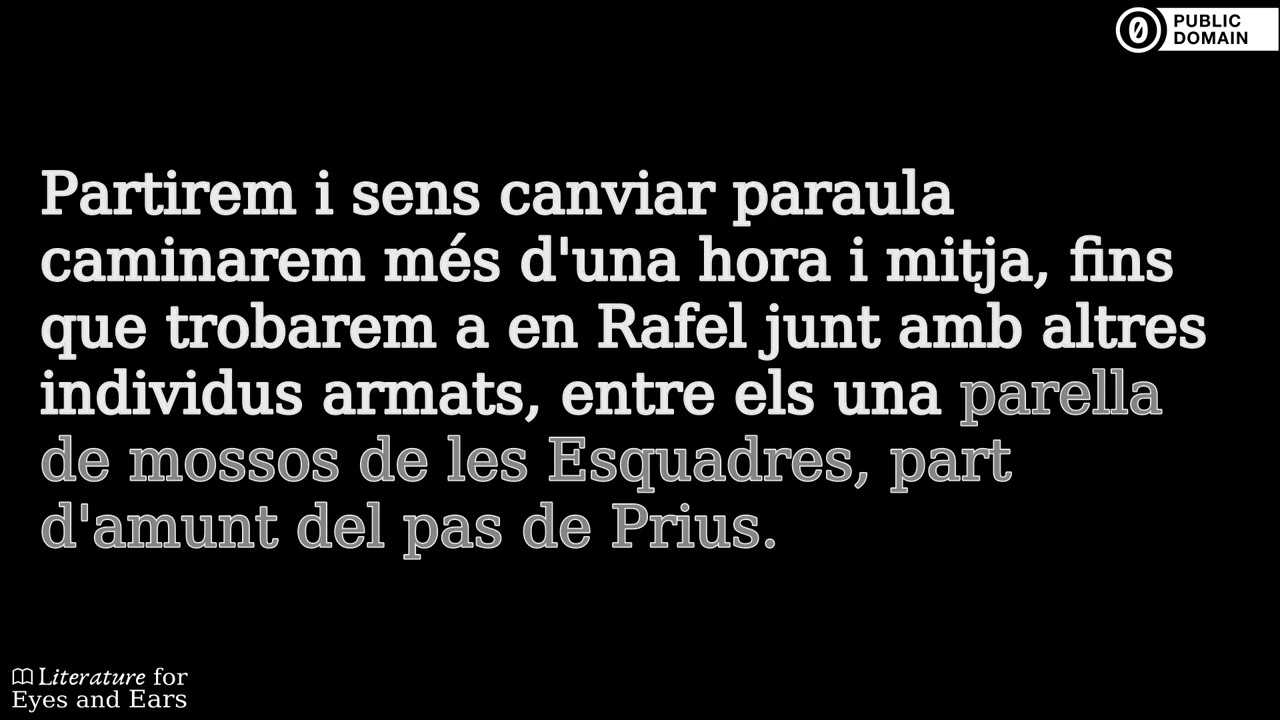 PUBLIC
DOMAIN
Partirem i sens canviar paraula
caminarem més d'una hora i mitja, fins
que trobarem a en Rafel junt amb altres
individus armats, entre els una parella
de mossos de les Esquadres, part
d'amunt del pas de Prius.
Literature for
Eyes and Ears